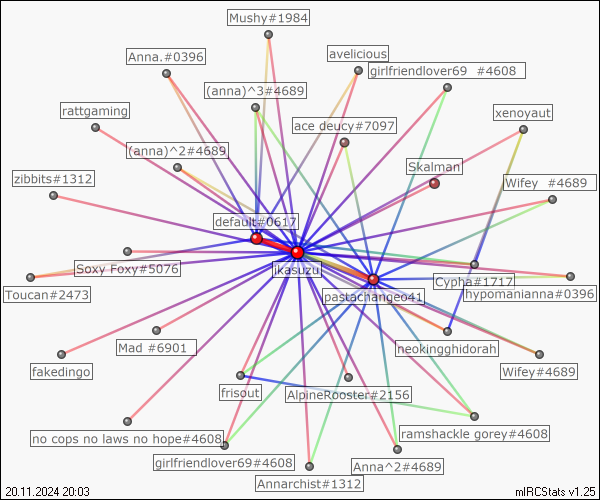 Mushy#1984
Anna.#0396
avelicious
girlfriendlover69 #4608
(anna)^3#4689
rattgaming
xenoyaut
ace deucy#7097
(anna)^2#4689
Skalman
zibbits#1312
Wifey #4689
default#0617
Soxy Foxy#5076
jkasuzu
Cypha#1717
Toucan#2473
pastachangeo41
hypomanianna#0396
Mad #6901
neokingghidorah
fakedingo
Wifey#4689
frisout
AlpineRooster#2156
no cops no laws no hope#4608
ramshackle gorey#4608
girlfriendlover69#4608
Anna^2#4689
Annarchist#1312
20.11.2024 20:03
mIRCStats v1.25